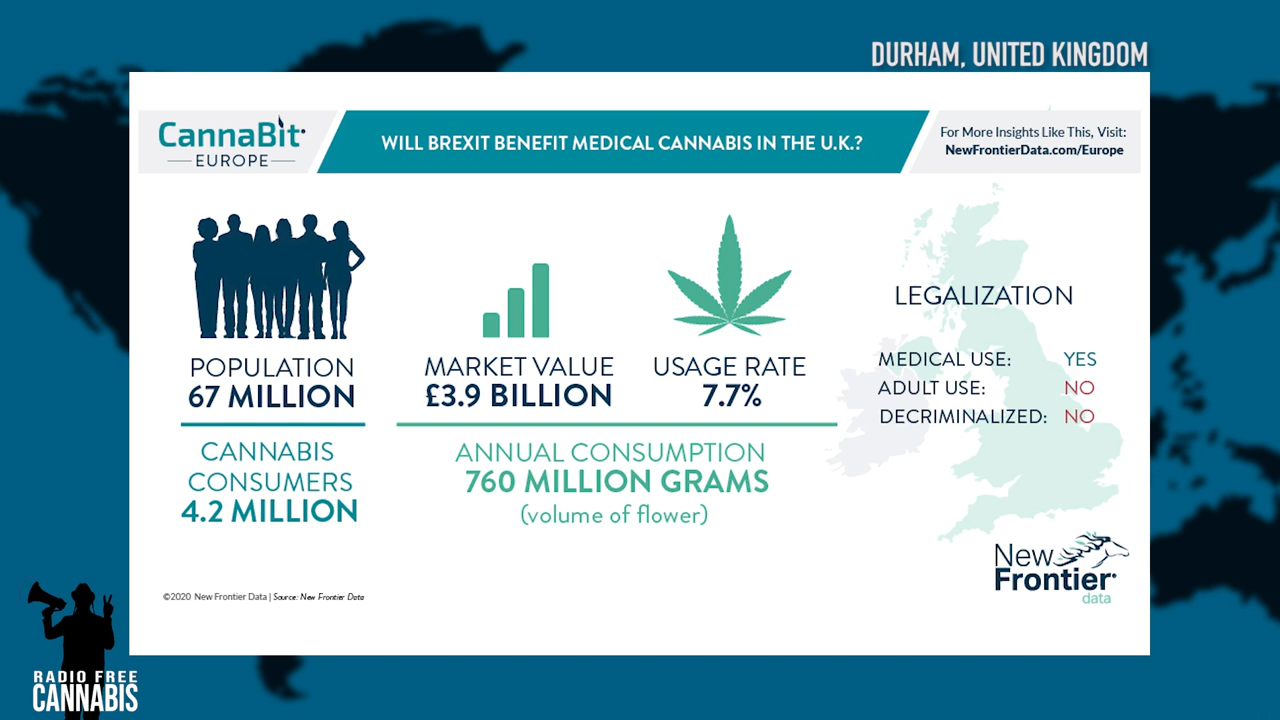 DURHAM, UNITED KINGDOM
CannaBit
EUROPE
WILL BREXIT BENEFIT MEDICAL CANNABIS IN THE U.K.?
For More Insights Like This, Visit:
NewFrontierData.com/Europe
POPULATION
67 MILLION
CANNABIS
CONSUMERS
4.2 MILLION
MARKET VALUE
£3.9 BILLION
USAGE RATE
7.7%
ANNUAL CONSUMPTION
760 MILLION GRAMS
(volume of flower)
LEGALIZATION
MEDICAL USE: YES
ADULT USE: NO
DECRIMINALIZED: NO
New
Frontier
data
©2020 New Frontier Data | Source: New Frontier Data
RADIO FREE
CANNABIS